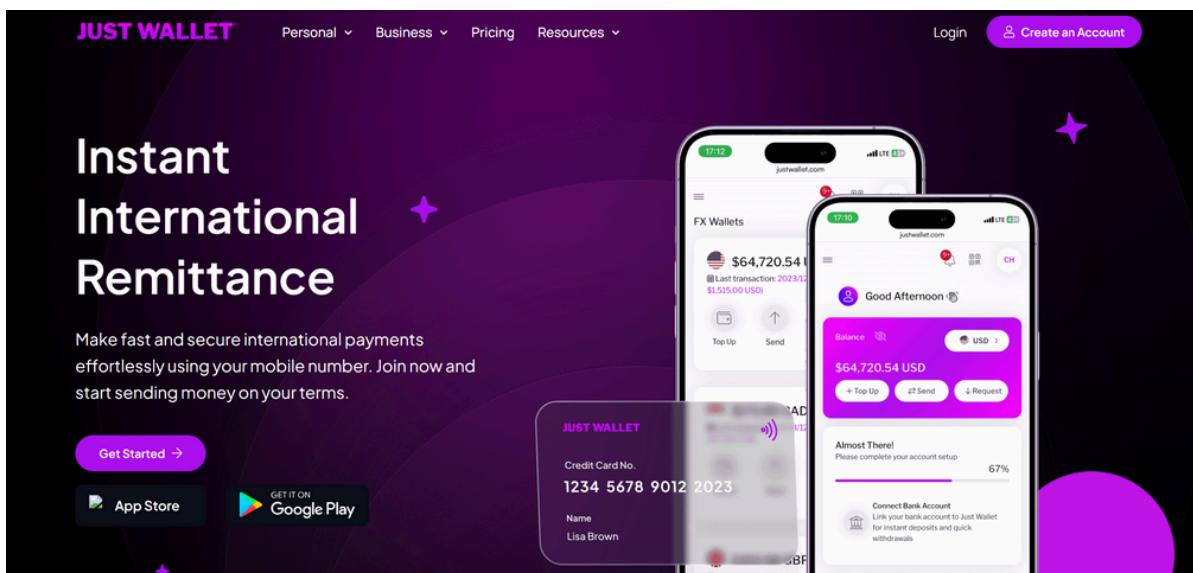 JUST WALLET
Personal
Business
Pricing
Resources
Login
Create an Account
Instant
International
Remittance
Make fast and secure international payments
effortlessly using your mobile number. Join now and
start sending money on your terms.
Get Started →
App Store
GET IT ON
Google Play
17:12
LTE
justwallet.com
9+
FX Wallets
$64,720.54
Last transaction: 2023/12
$1,515.00 USD)
Top Up
Send
JUST WALLET
Credit Card No.
1234 5678 9012 2023
Name
Lisa Brown
17:10
LTE
justwallet.com
9+
CH
Good Afternoon
Balance
USD >
$64,720.54 USD
+ Top Up
Send
↓ Request
Almost There!
Please complete your account setup
67%
Connect Bank Account
Link your bank account to Just Wallet
for instant deposits and quick
withdrawals